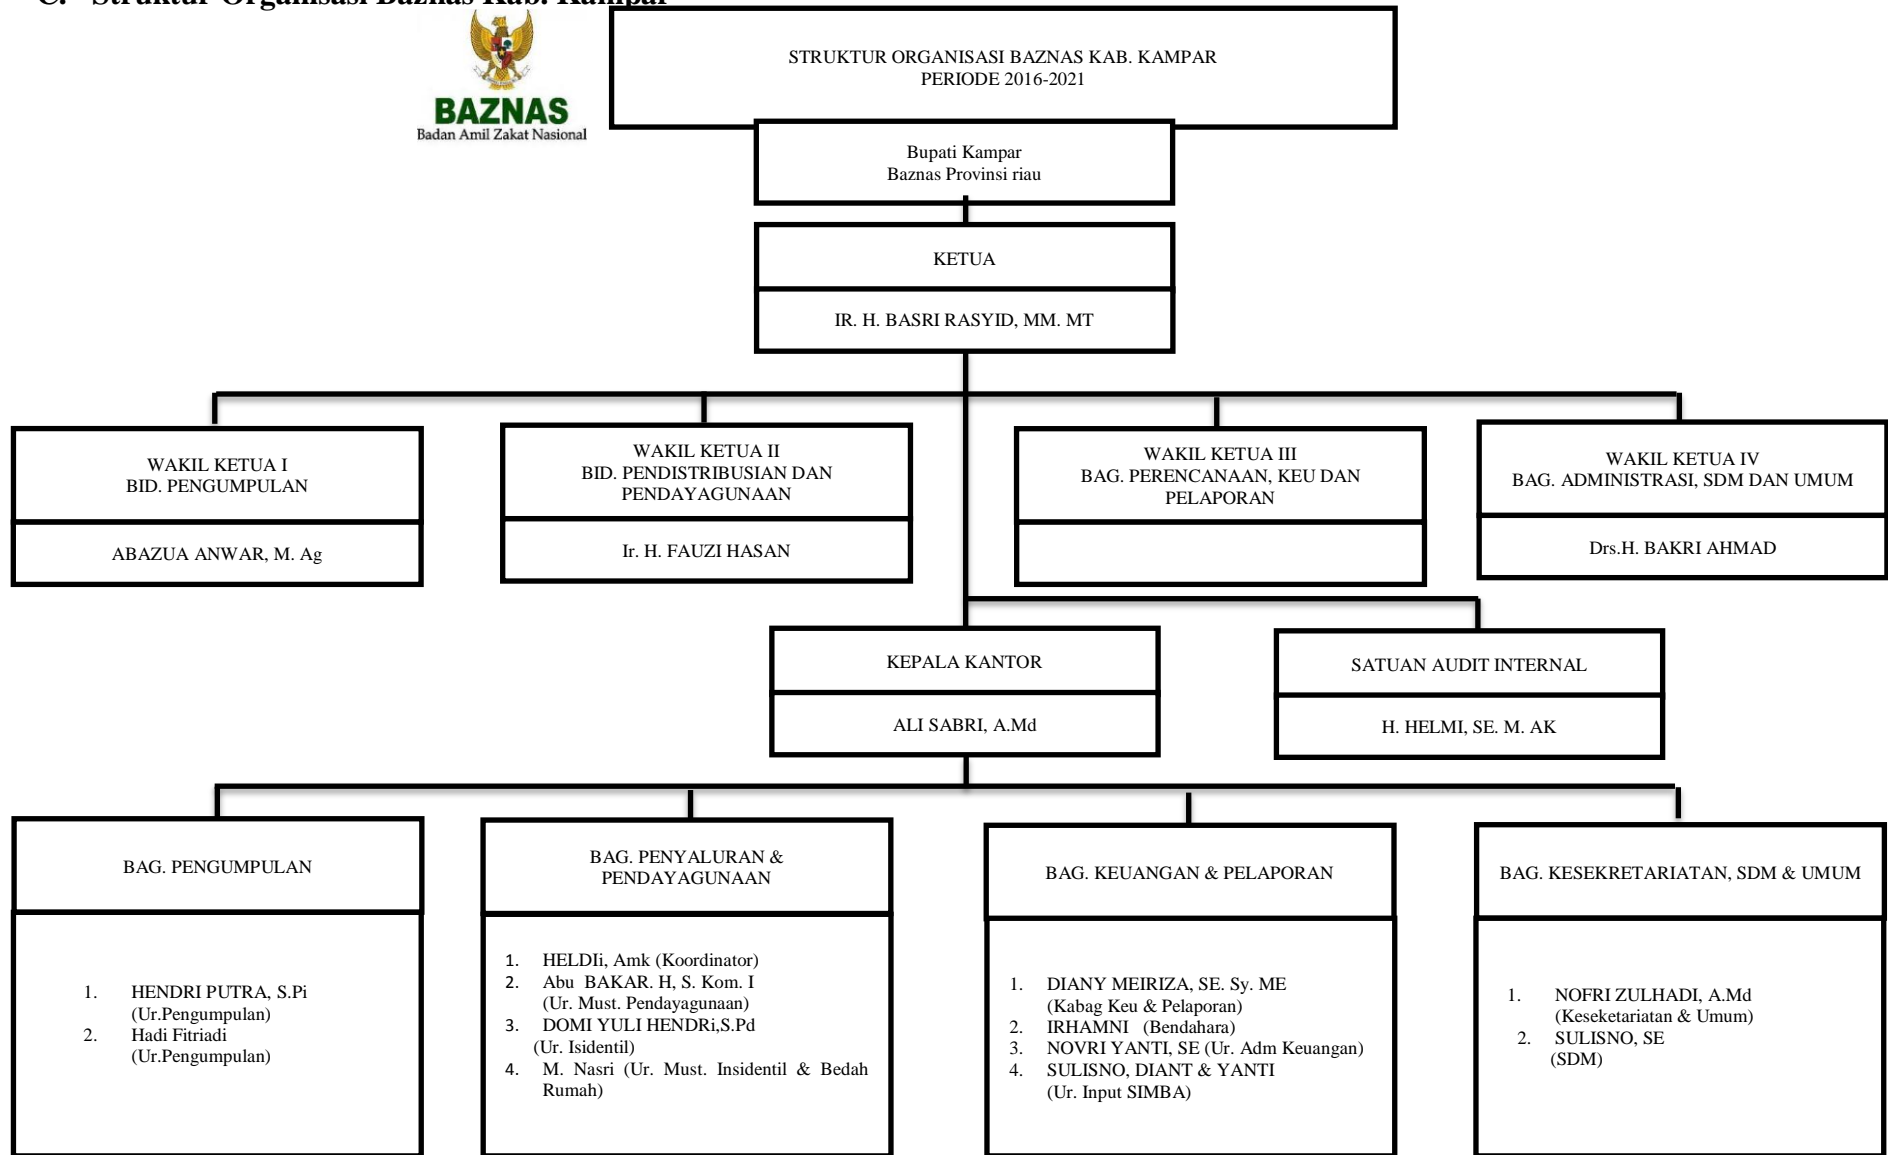 C. Struktur Organisasi Baznas Kab. Kampar
BAZNAS
Badan Amil Zakat Nasional
STRUKTUR ORGANISASI BAZNAS KAB. KAMPAR
PERIODE 2016-2021
Bupati Kampar
Baznas Provinsi riau
KETUA
IR. H. BASRI RASYID, MM. MT
WAKIL KETUA I
BID. PENGUMPULAN
ABAZUA ANWAR, M. Ag
WAKIL KETUA II
BID. PENDISTRIBUSIAN DAN
PENDAYAGUNAAN
Ir. H. FAUZI HASAN
WAKIL KETUA III
BAG. PERENCANAAN, KEU DAN
PELAPORAN
WAKIL KETUA IV
BAG. ADMINISTRASI, SDM DAN UMUM
Drs.H. BAKRI AHMAD
KEPALA KANTOR
ALI SABRI, A.Md
SATUAN AUDIT INTERNAL
H. HELMI, SE. M. AK
BAG. PENGUMPULAN
1. HENDRI PUTRA, S.Pi
(Ur.Pengumpulan)
2. Hadi Fitriadi
(Ur.Pengumpulan)
BAG. PENYALURAN &
PENDAYAGUNAAN
1. HELDIi, Amk (Koordinator)
2. Abu BAKAR. H, S. Kom. I
(Ur. Must. Pendayagunaan)
3. DOMI YULI HENDRi,S.Pd
(Ur. Isidentil)
4. M. Nasri (Ur. Must. Insidentil & Bedah
Rumah)
BAG. KEUANGAN & PELAPORAN
1. DIANY MEIRIZA, SE. Sy. ME
(Kabag Keu & Pelaporan)
2. IRHAMNI (Bendahara)
3. NOVRI YANTI, SE (Ur. Adm Keuangan)
4. SULISNO, DIANT & YANTI
(Ur. Input SIMBA)
BAG. KESEKRETARIATAN, SDM & UMUM
1. NOFRI ZULHADI, A.Md
(Keseketariatan & Umum)
2. SULISNO, SE
(SDM)